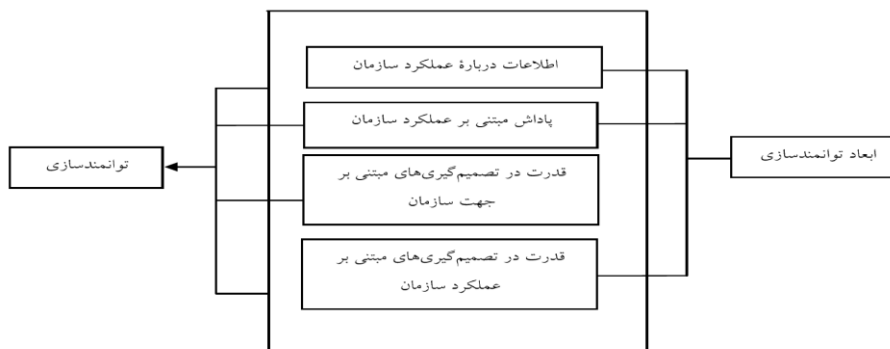 اطلاعات دربارۀ عملکرد سازمان
پاداش مبتنی بر عملکرد سازمان
ابعاد توانمندسازی
توانمندسازی
قدرت در تصمیم‌گیری‌های مبتنی بر
جهت سازمان
قدرت در تصمیم‌گیری‌های مبتنی بر
عملکرد سازمان